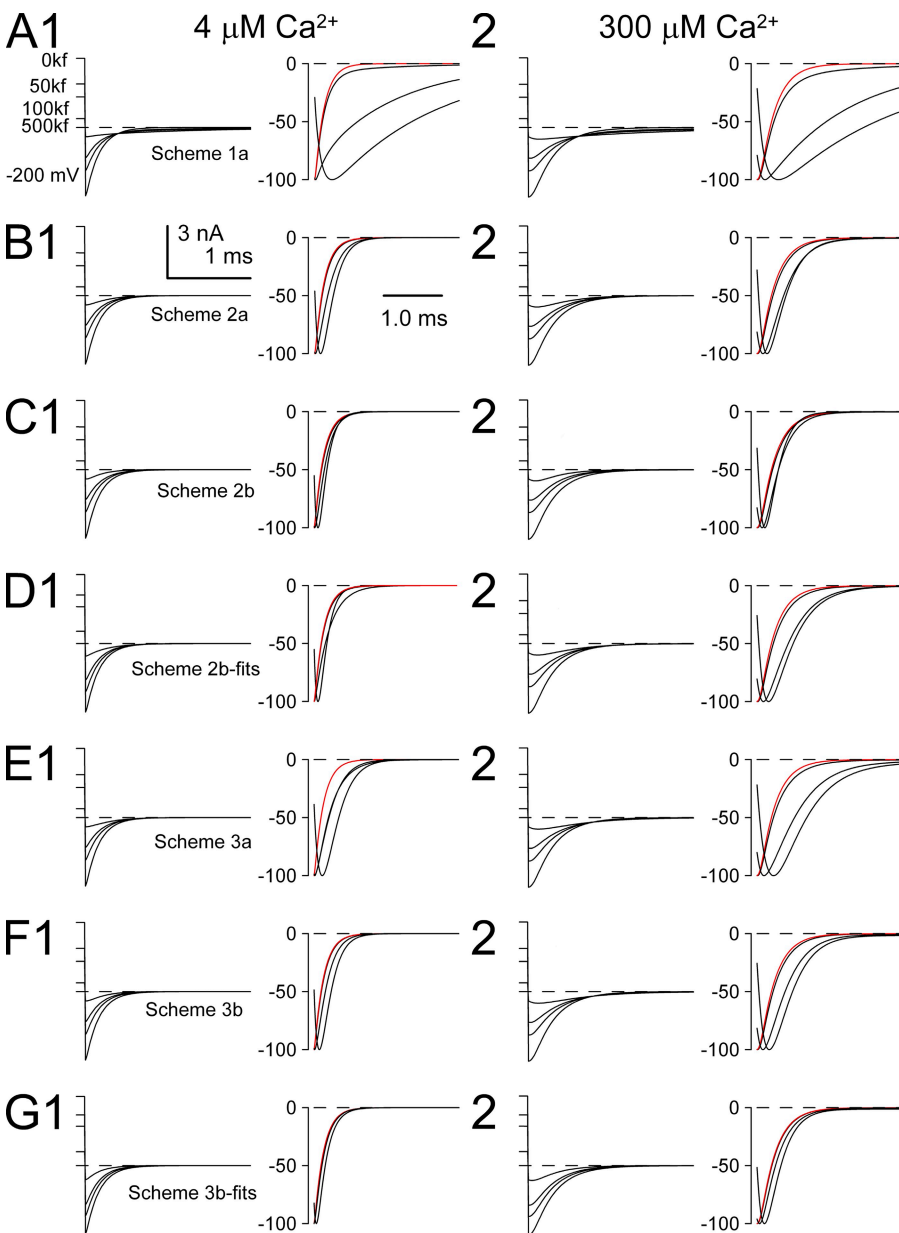 A1 4 μM Ca²⁺ 2 300 μM Ca²⁺
0kf
50kf
100kf
500kf
-200 mV
Scheme 1a
0
-50
-100
0
-50
-100
B1 2
3 nA
1 ms
Scheme 2a
0
-50
-100
1.0 ms
0
-50
-100
C1 2
Scheme 2b
0
-50
-100
0
-50
-100
D1 2
Scheme 2b-fits
0
-50
-100
0
-50
-100
E1 2
Scheme 3a
0
-50
-100
0
-50
-100
F1 2
Scheme 3b
0
-50
-100
0
-50
-100
G1 2
Scheme 3b-fits
0
-50
-100
0
-50
-100